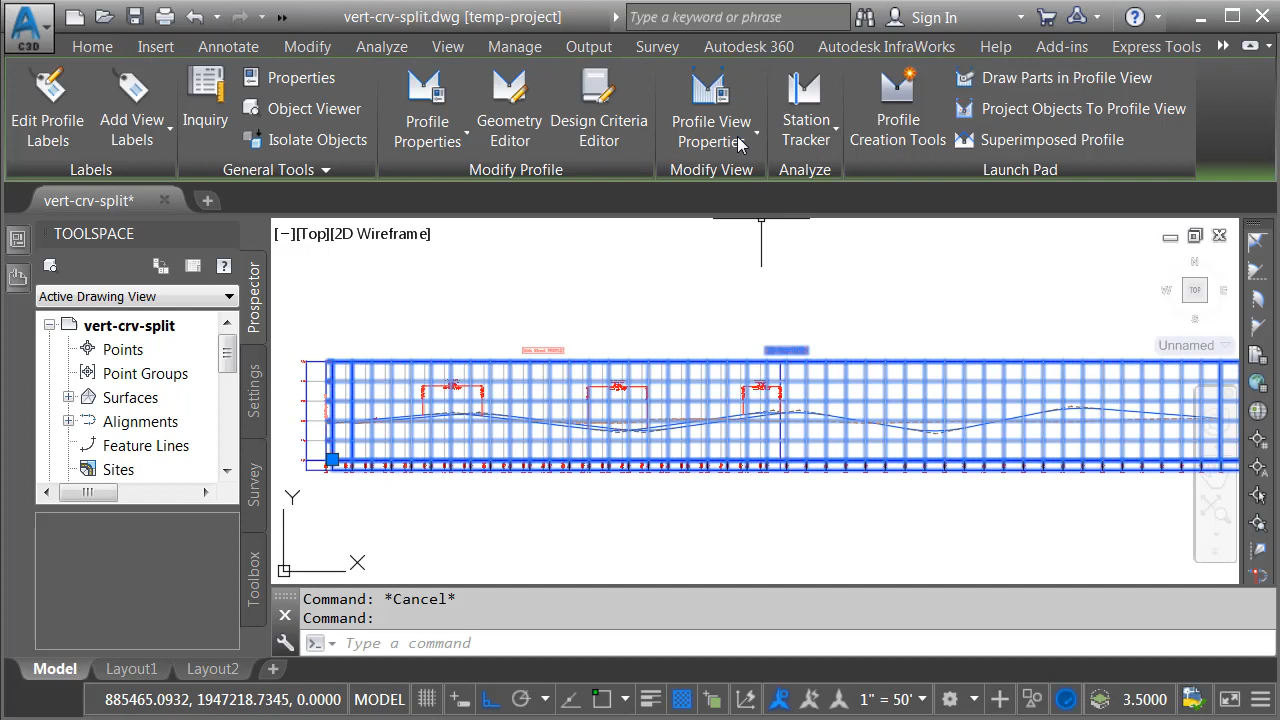 vert-crv-split.dwg [temp-project]
Type a keyword or phrase
Sign In
C3D
Home Insert Annotate Modify Analyze View Manage Output Survey Autodesk 360 Autodesk InfraWorks Help Add-ins Express Tools
Edit Profile Labels
Add View Labels
Labels
Inquiry
Properties
Object Viewer
Isolate Objects
General Tools
Profile Properties
Geometry Editor
Design Criteria Editor
Modify Profile
Profile View Properties
Modify View
Station Tracker
Analyze
Profile Creation Tools
Draw Parts in Profile View
Project Objects To Profile View
Superimposed Profile
Launch Pad
vert-crv-split*
TOOLSPACE
Active Drawing View
vert-crv-split
Points
Point Groups
Surfaces
Alignments
Feature Lines
Sites
Prospector
Settings
Survey
Toolbox
[−][Top][2D Wireframe]
N
W TOP E
S
Unnamed
Y
X
Command: *Cancel*
Command:
Type a command
Model Layout1 Layout2
885465.0932, 1947218.7345, 0.0000 MODEL 1" = 50' 3.5000